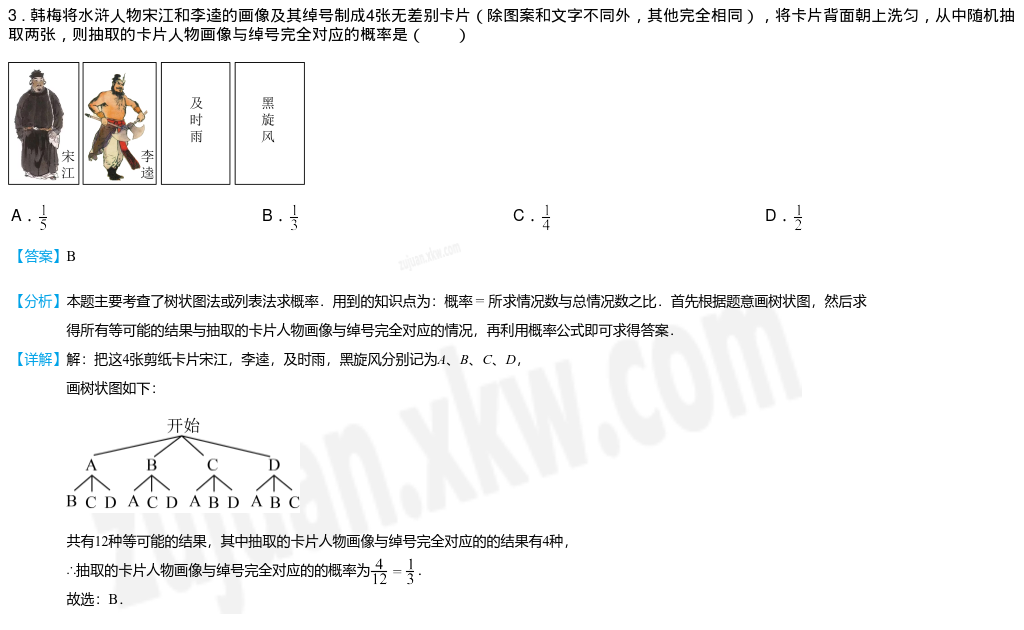 3．韩梅将水浒人物宋江和李逵的画像及其绰号制成4张无差别卡片（除图案和文字不同外，其他完全相同），将卡片背面朝上洗匀，从中随机抽
取两张，则抽取的卡片人物画像与绰号完全对应的概率是（　　）
宋江
李逵
及时雨
黑旋风
A．1/5 B．1/3 C．1/4 D．1/2
【答案】B
【分析】本题主要考查了树状图法或列表法求概率．用到的知识点为：概率＝所求情况数与总情况数之比．首先根据题意画树状图，然后求
得所有等可能的结果与抽取的卡片人物画像与绰号完全对应的情况，再利用概率公式即可求得答案．
【详解】解：把这4张剪纸卡片宋江，李逵，及时雨，黑旋风分别记为A、B、C、D，
画树状图如下：
开始
A B C D
B C D A C D A B D A B C
共有12种等可能的结果，其中抽取的卡片人物画像与绰号完全对应的的结果有4种，
∴抽取的卡片人物画像与绰号完全对应的的概率为4/12＝1/3．
故选：B．
zujuan.xkw.com
zujuan.xkw.com